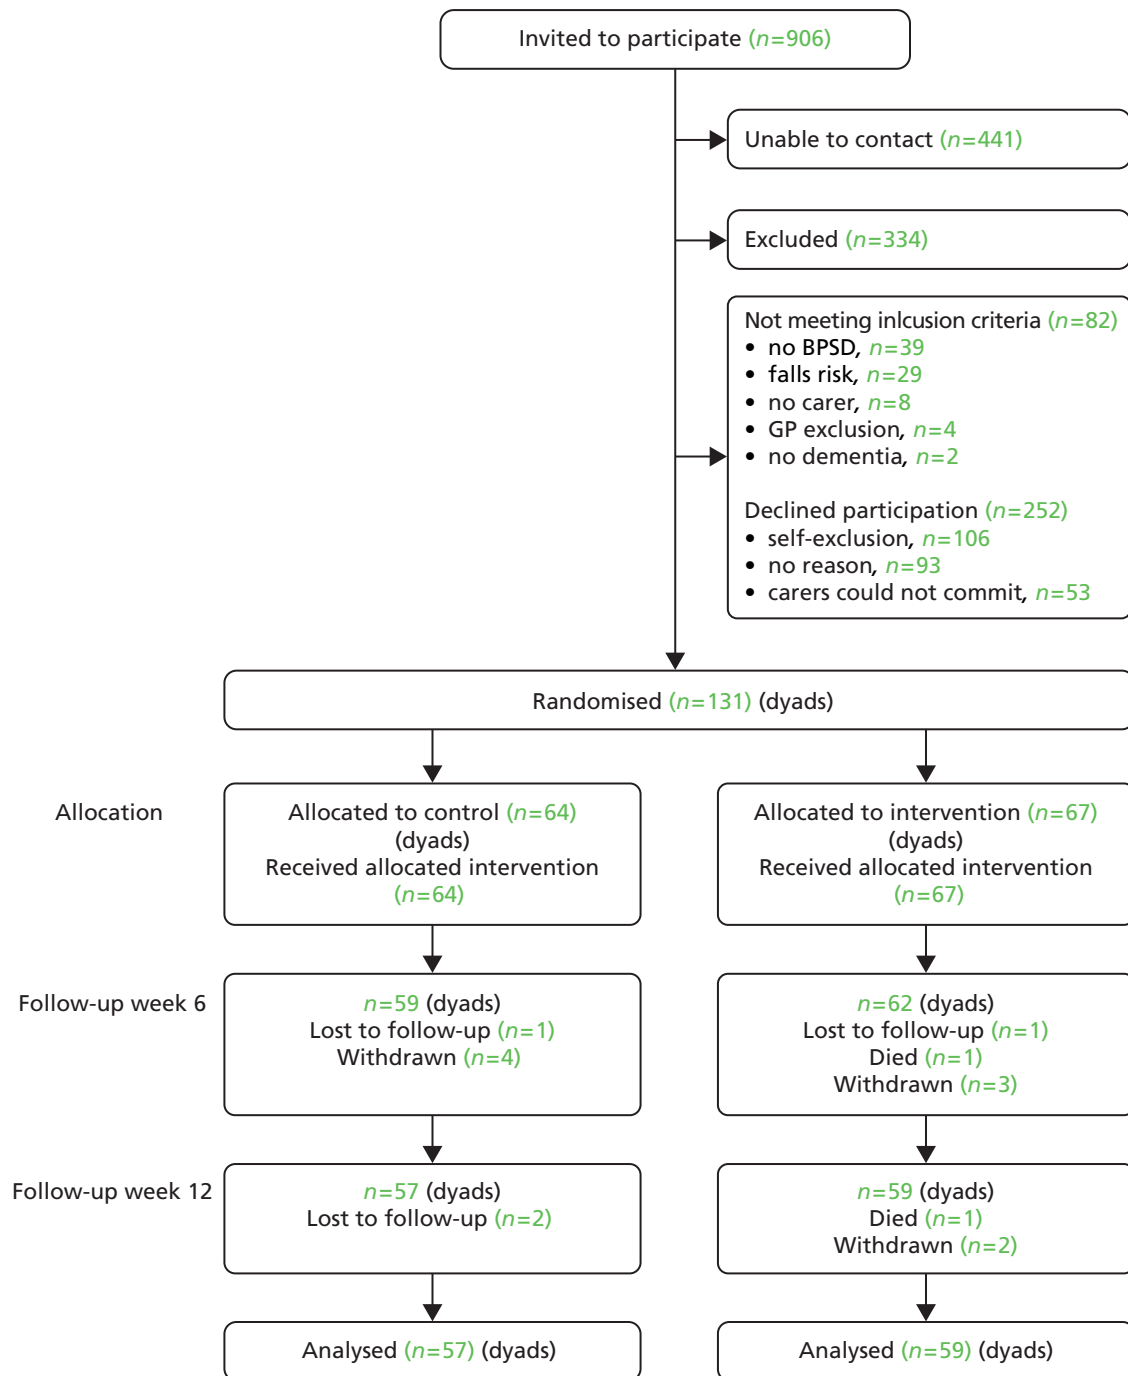 Invited to participate (n=906)
Unable to contact (n=441)
Excluded (n=334)
Not meeting inlcusion criteria (n=82)
• no BPSD, n=39
• falls risk, n=29
• no carer, n=8
• GP exclusion, n=4
• no dementia, n=2
Declined participation (n=252)
• self-exclusion, n=106
• no reason, n=93
• carers could not commit, n=53
Randomised (n=131) (dyads)
Allocation
Allocated to control (n=64)
(dyads)
Received allocated intervention
(n=64)
Allocated to intervention (n=67)
(dyads)
Received allocated intervention
(n=67)
Follow-up week 6
n=59 (dyads)
Lost to follow-up (n=1)
Withdrawn (n=4)
n=62 (dyads)
Lost to follow-up (n=1)
Died (n=1)
Withdrawn (n=3)
Follow-up week 12
n=57 (dyads)
Lost to follow-up (n=2)
n=59 (dyads)
Died (n=1)
Withdrawn (n=2)
Analysed (n=57) (dyads)
Analysed (n=59) (dyads)